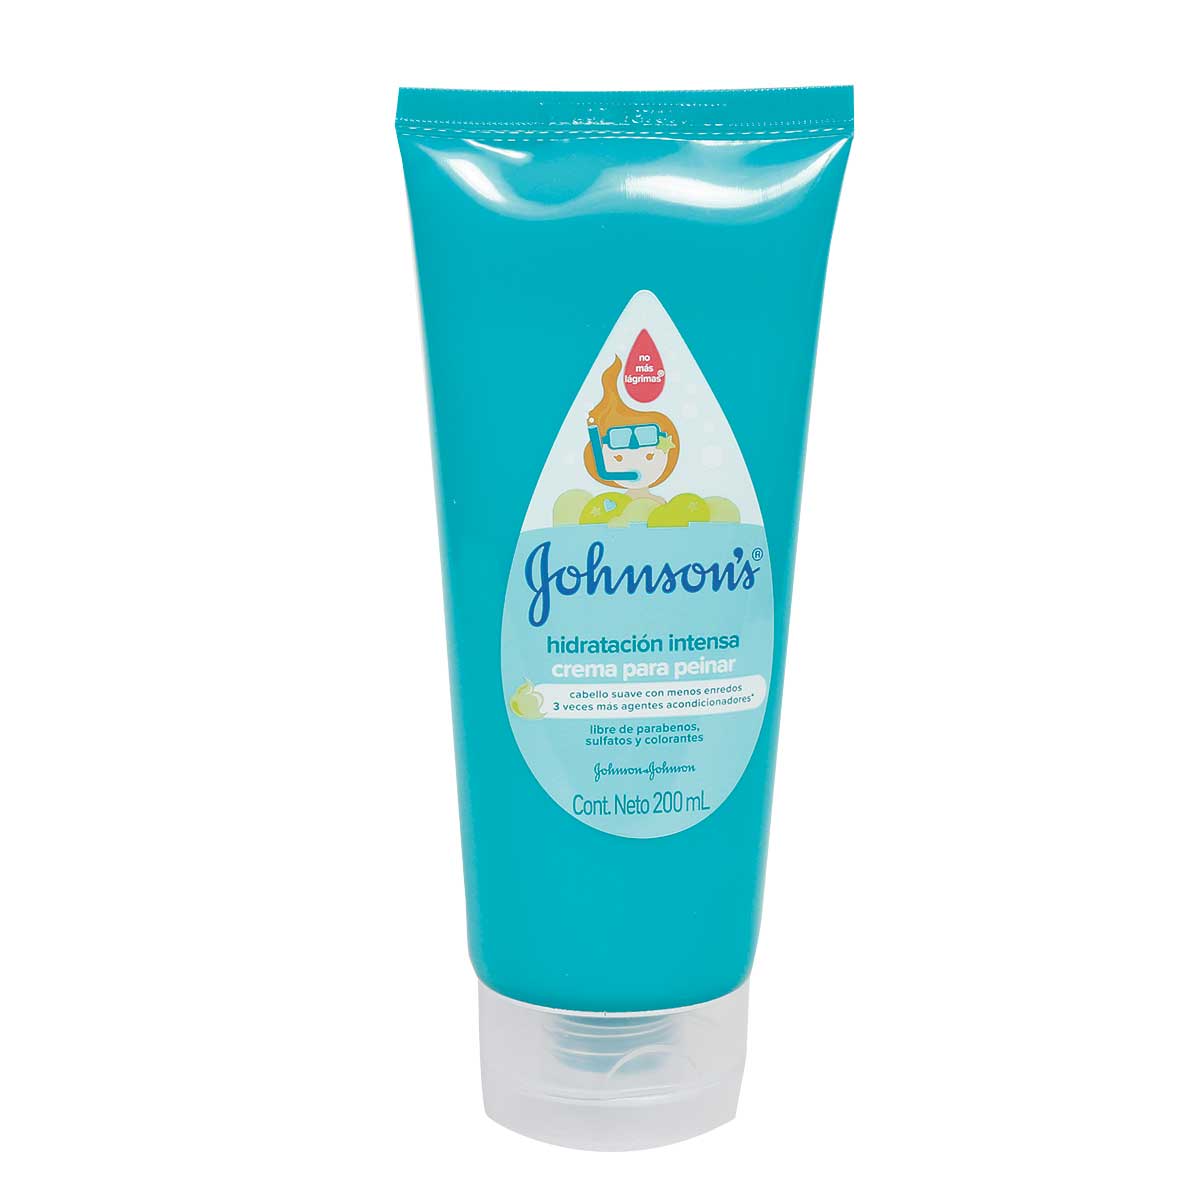 no
más
lágrimas®
Johnson's®
hidratación intensa
crema para peinar
cabello suave con menos enredos
3 veces más agentes acondicionadores*
libre de parabenos,
sulfatos y colorantes
Johnson & Johnson
Cont. Neto 200 mL